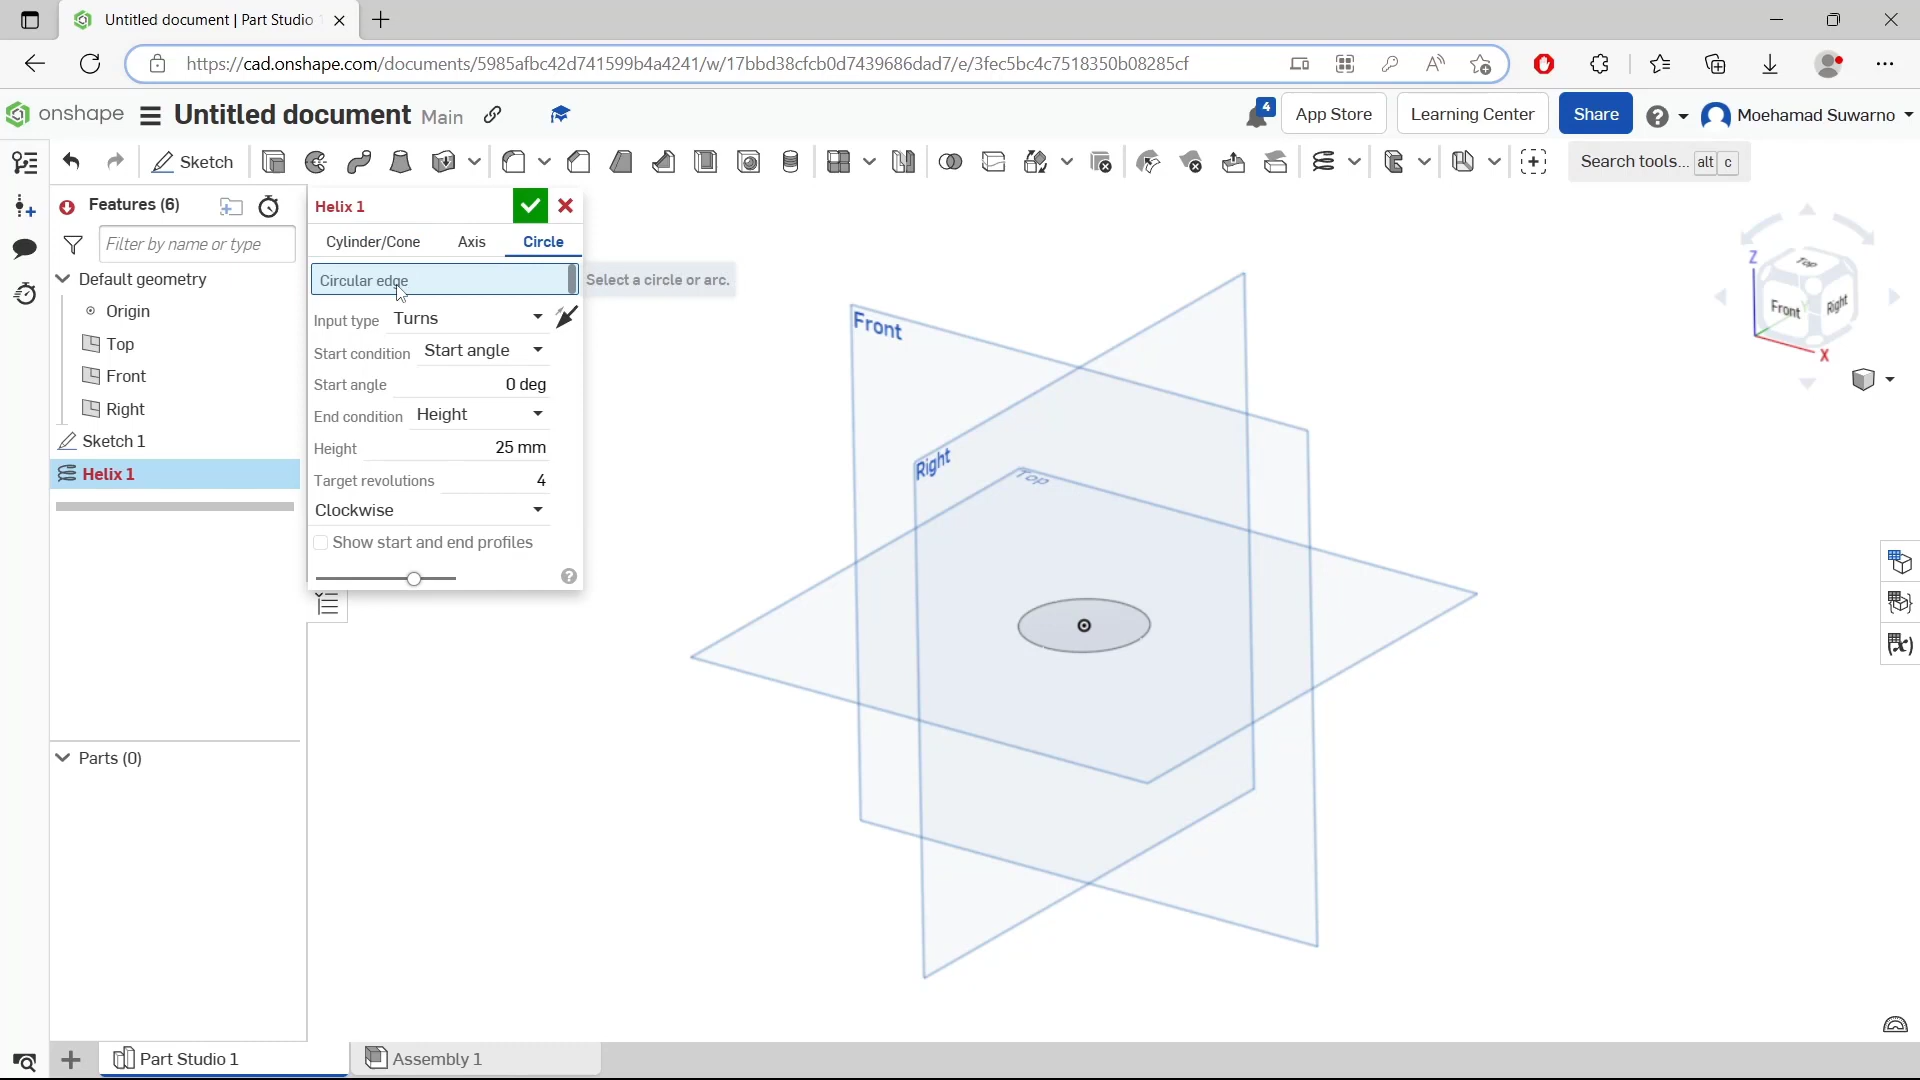 Untitled document | Part Studio
https://cad.onshape.com/documents/5985afbc42d741599b4a4241/w/17bbd38cfcb0d7439686dad7/e/3fec5bc4c7518350b08285cf
onshape Untitled document Main 4 App Store Learning Center Share Moehamad Suwarno
Sketch Search tools... alt c
Features (6)
Filter by name or type
Default geometry
Origin
Top
Front
Right
Sketch 1
Helix 1
Parts (0)
Helix 1
Cylinder/Cone Axis Circle
Circular edge
Select a circle or arc.
Input type Turns
Start condition Start angle
Start angle 0 deg
End condition Height
Height 25 mm
Target revolutions 4
Clockwise
Show start and end profiles
Front
Right
Top
Z
Top
Front
Right
X
Part Studio 1
Assembly 1